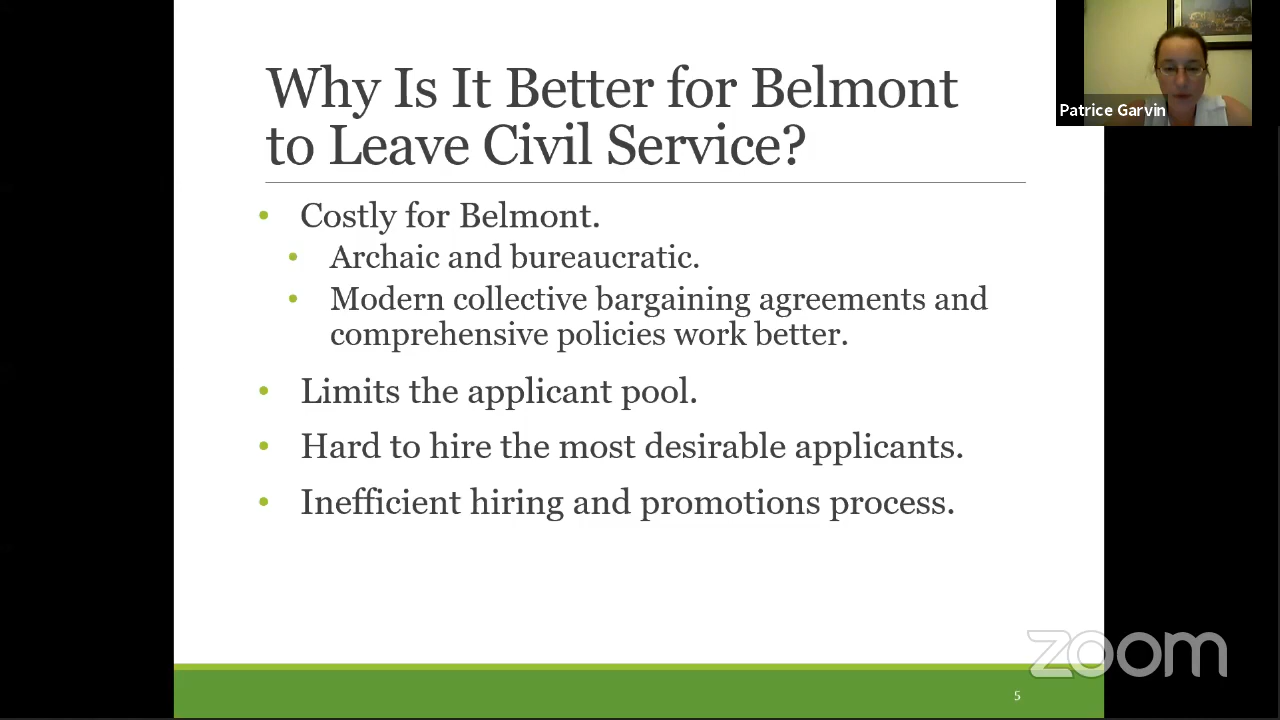 Why Is It Better for Belmont
to Leave Civil Service?
• Costly for Belmont.
• Archaic and bureaucratic.
• Modern collective bargaining agreements and
comprehensive policies work better.
• Limits the applicant pool.
• Hard to hire the most desirable applicants.
• Inefficient hiring and promotions process.
5
Patrice Garvin
zoom